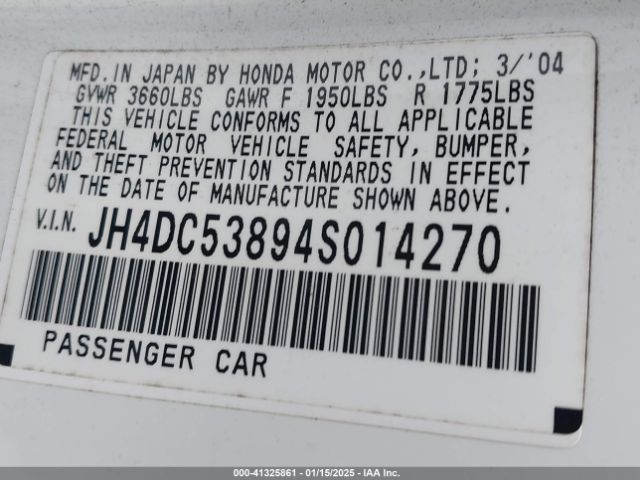 MFD. IN JAPAN BY HONDA MOTOR CO.,LTD; 3/'04
GVWR 3660LBS GAWR F 1950LBS R 1775LBS
THIS VEHICLE CONFORMS TO ALL APPLICABLE
FEDERAL MOTOR VEHICLE SAFETY, BUMPER,
AND THEFT PREVENTION STANDARDS IN EFFECT
ON THE DATE OF MANUFACTURE SHOWN ABOVE.
V.I.N. JH4DC53894S014270
PASSENGER CAR
000-41325861 - 01/15/2025 - IAA Inc.